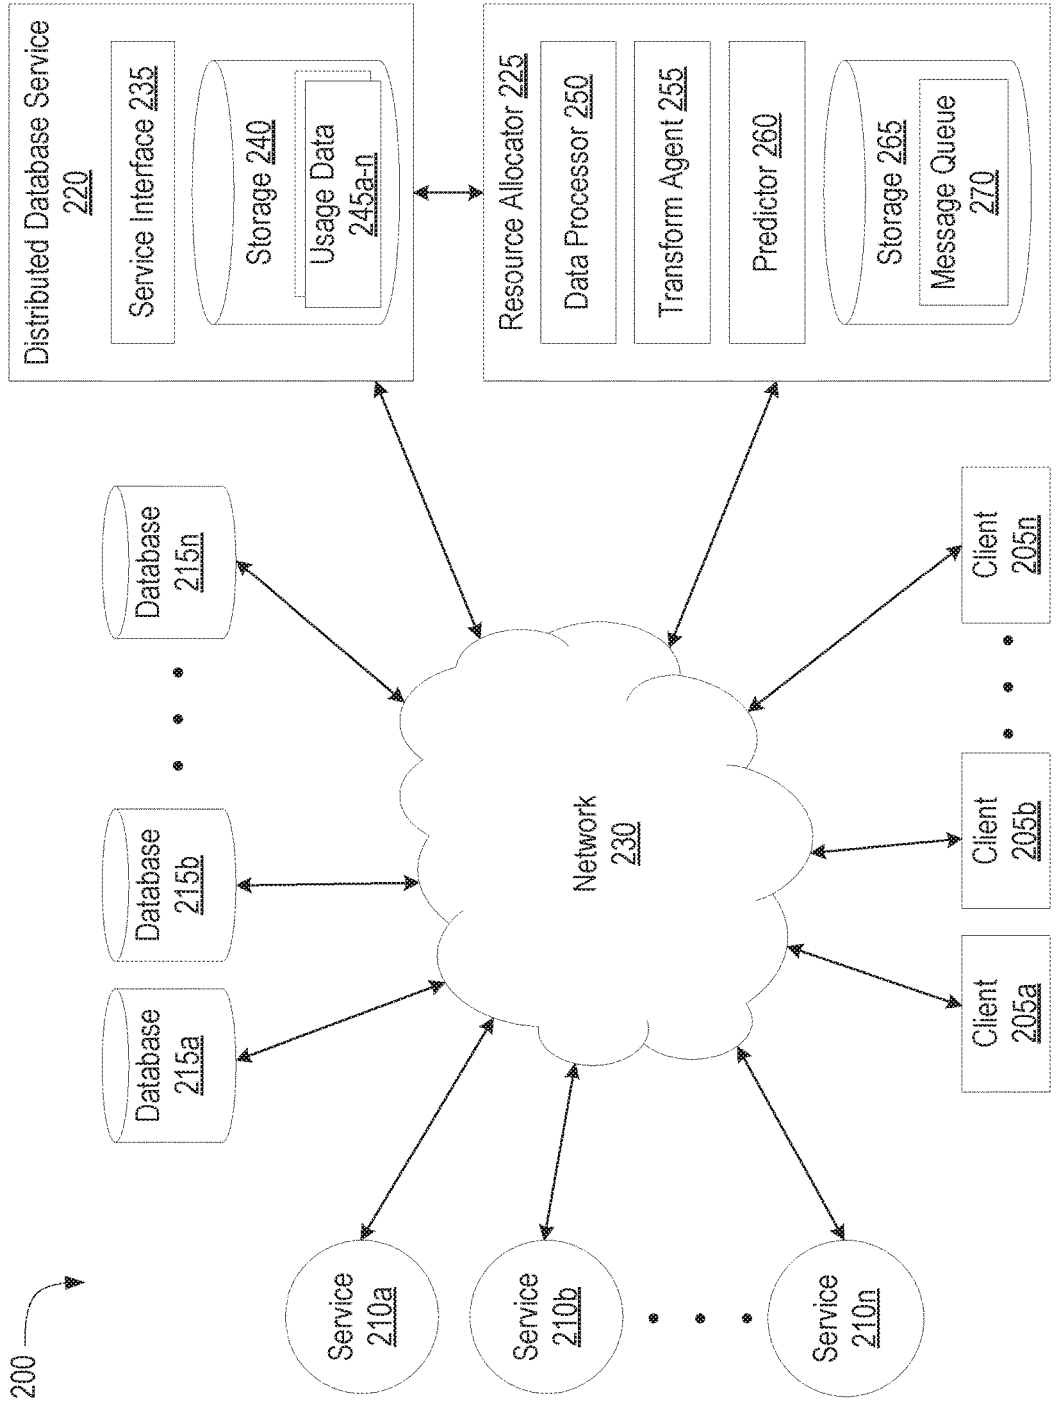 200
Distributed Database Service
220
Service Interface 235
Storage 240
Usage Data
245a-n
Resource Allocator 225
Data Processor 250
Transform Agent 255
Predictor 260
Storage 265
Message Queue
270
Database
215a
Database
215b
Database
215n
Service
210a
Service
210b
Service
210n
Network
230
Client
205a
Client
205b
Client
205n